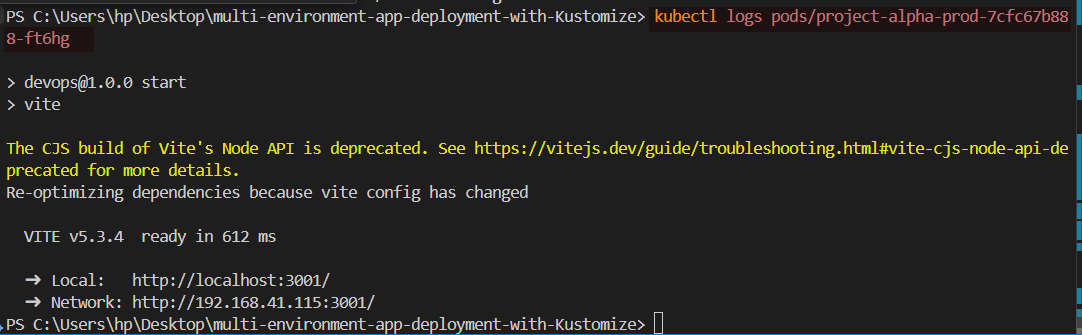 PS C:\Users\hp\Desktop\multi-environment-app-deployment-with-Kustomize> kubectl logs pods/project-alpha-prod-7cfc67b88
8-ft6hg
> devops@1.0.0 start
> vite
The CJS build of Vite's Node API is deprecated. See https://vitejs.dev/guide/troubleshooting.html#vite-cjs-node-api-de
precated for more details.
Re-optimizing dependencies because vite config has changed
VITE v5.3.4  ready in 612 ms
➜ Local:   http://localhost:3001/
➜ Network: http://192.168.41.115:3001/
PS C:\Users\hp\Desktop\multi-environment-app-deployment-with-Kustomize>